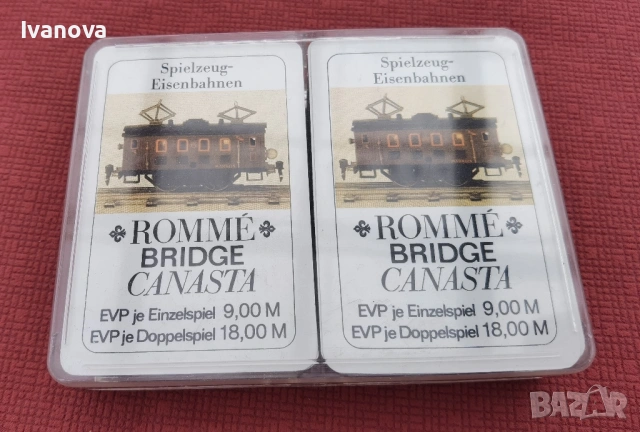 Ivanova
Spielzeug-
Eisenbahnen
ROMMÉ
BRIDGE
CANASTA
EVP je Einzelspiel 9,00 M
EVP je Doppelspiel 18,00 M
Spielzeug-
Eisenbahnen
ROMMÉ
BRIDGE
CANASTA
EVP je Einzelspiel 9,00 M
EVP je Doppelspiel 18,00 M
BAZAR